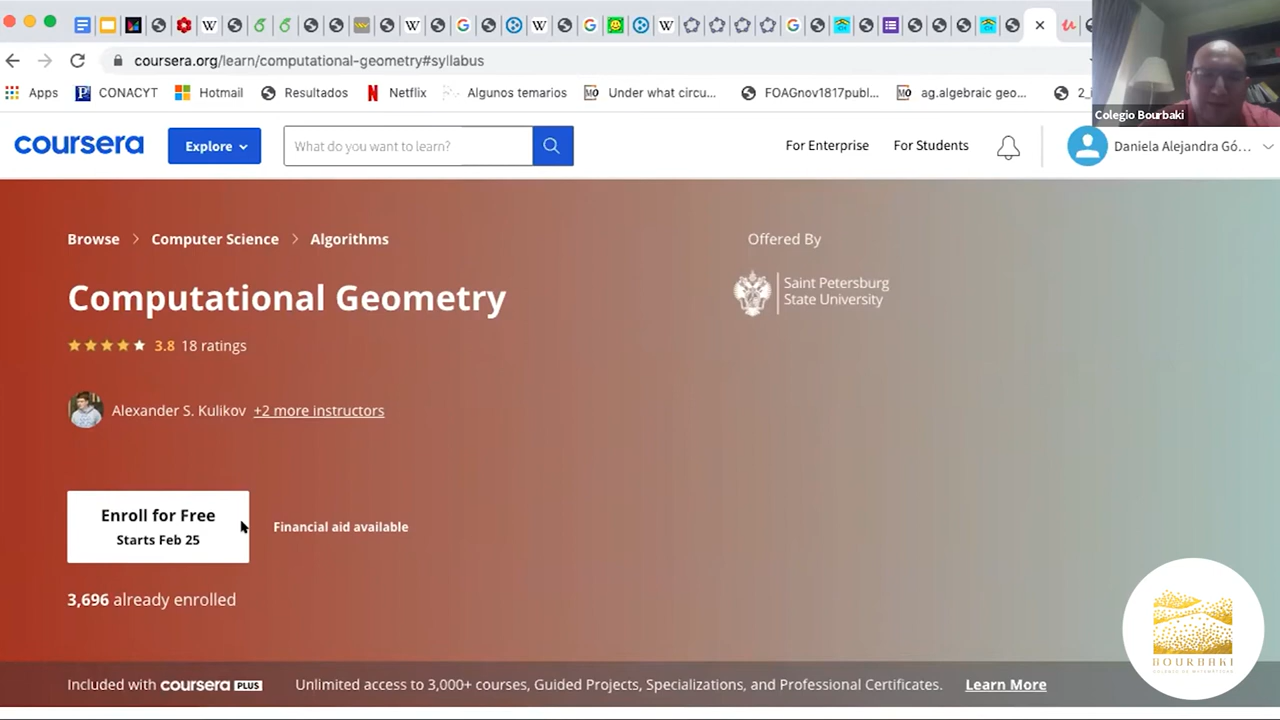 coursera.org/learn/computational-geometry#syllabus
Apps CONACYT Hotmail Resultados Netflix Algunos temarios Under what circu... FOAGnov1817publ... ag.algebraic geo... 2_i
Colegio Bourbaki
coursera Explore What do you want to learn? For Enterprise For Students Daniela Alejandra Gó...
Browse Computer Science Algorithms
Offered By
Saint Petersburg
State University
Computational Geometry
3.8 18 ratings
Alexander S. Kulikov +2 more instructors
Enroll for Free
Starts Feb 25
Financial aid available
3,696 already enrolled
BOURBAKI
COLEGIO DE MATEMÁTICAS
Included with coursera PLUS Unlimited access to 3,000+ courses, Guided Projects, Specializations, and Professional Certificates. Learn More